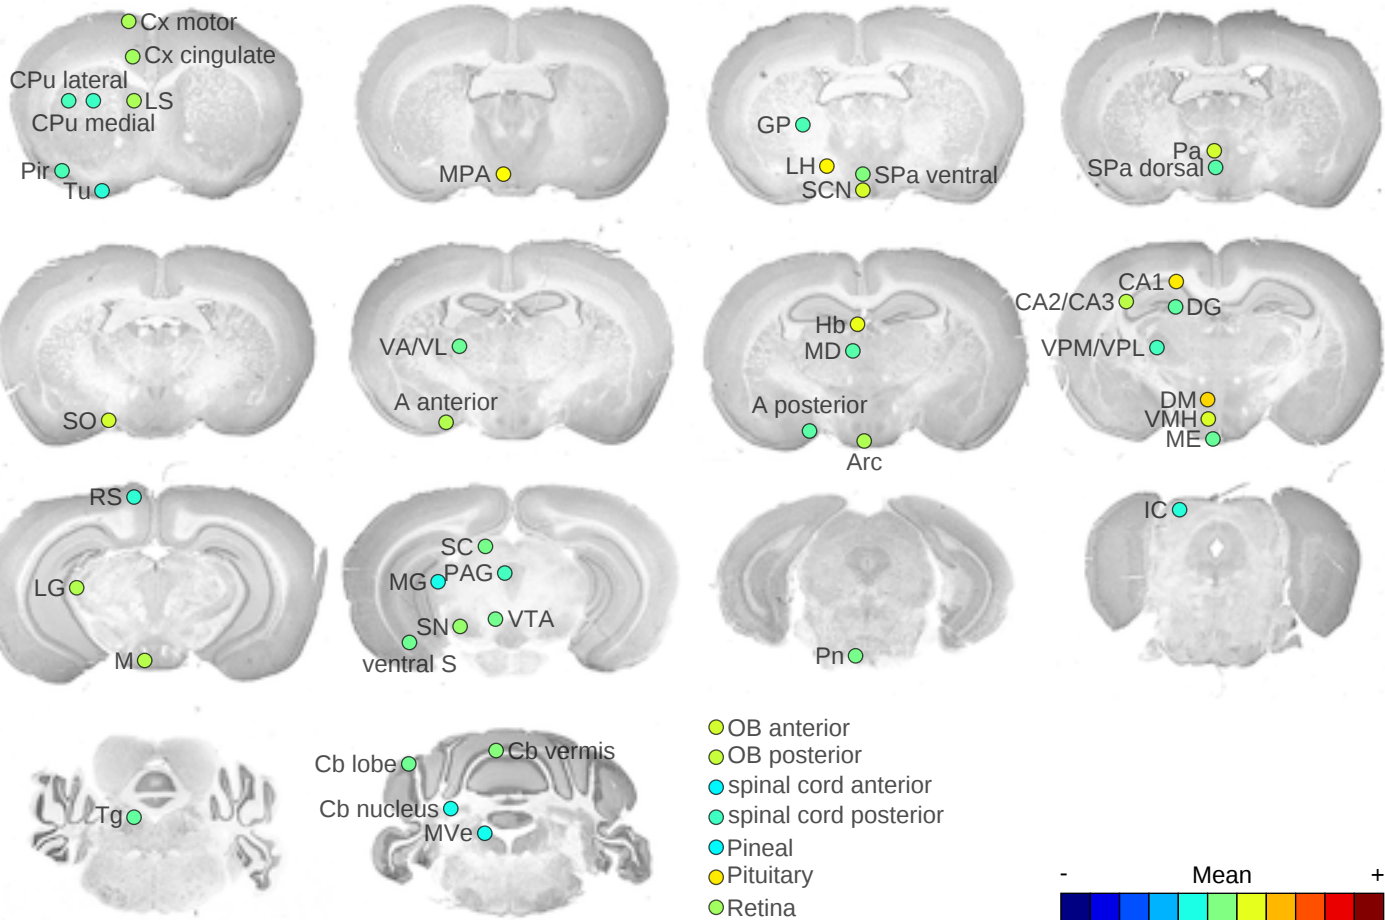 Cx motor
Cx cingulate
CPu lateral
LS
CPu medial
Pir
Tu
MPA
GP
LH
SPa ventral
SCN
Pa
SPa dorsal
SO
VA/VL
A anterior
Hb
MD
A posterior
Arc
CA1
CA2/CA3
DG
VPM/VPL
DM
VMH
ME
RS
LG
M
SC
MG
PAG
SN
VTA
ventral S
Pn
IC
Tg
Cb lobe
Cb vermis
Cb nucleus
MVe
OB anterior
OB posterior
spinal cord anterior
spinal cord posterior
Pineal
Pituitary
Retina
- Mean +